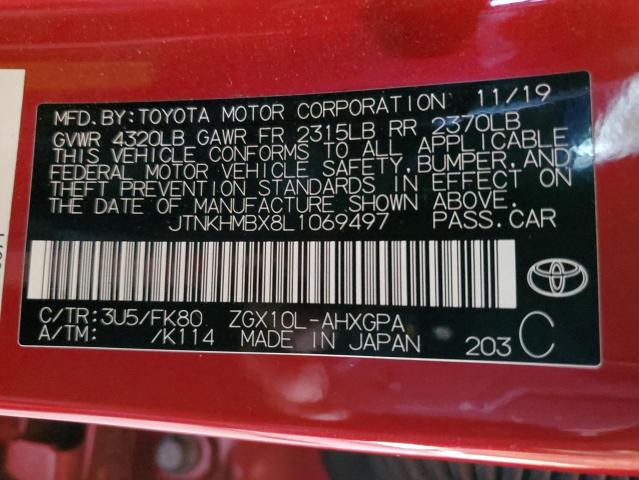 MFD. BY: TOYOTA MOTOR CORPORATION 11/19
GVWR 4320LB GAWR FR 2315LB RR 2370LB
THIS VEHICLE CONFORMS TO ALL APPLICABLE
FEDERAL MOTOR VEHICLE SAFETY, BUMPER, AND
THEFT PREVENTION STANDARDS IN EFFECT ON
THE DATE OF MANUFACTURE SHOWN ABOVE.
JTNKHMBX8L1069497 PASS. CAR
C/TR: 3U5/FK80 ZGX10L-AHXGPA
A/TM: /K114 MADE IN JAPAN 203 C